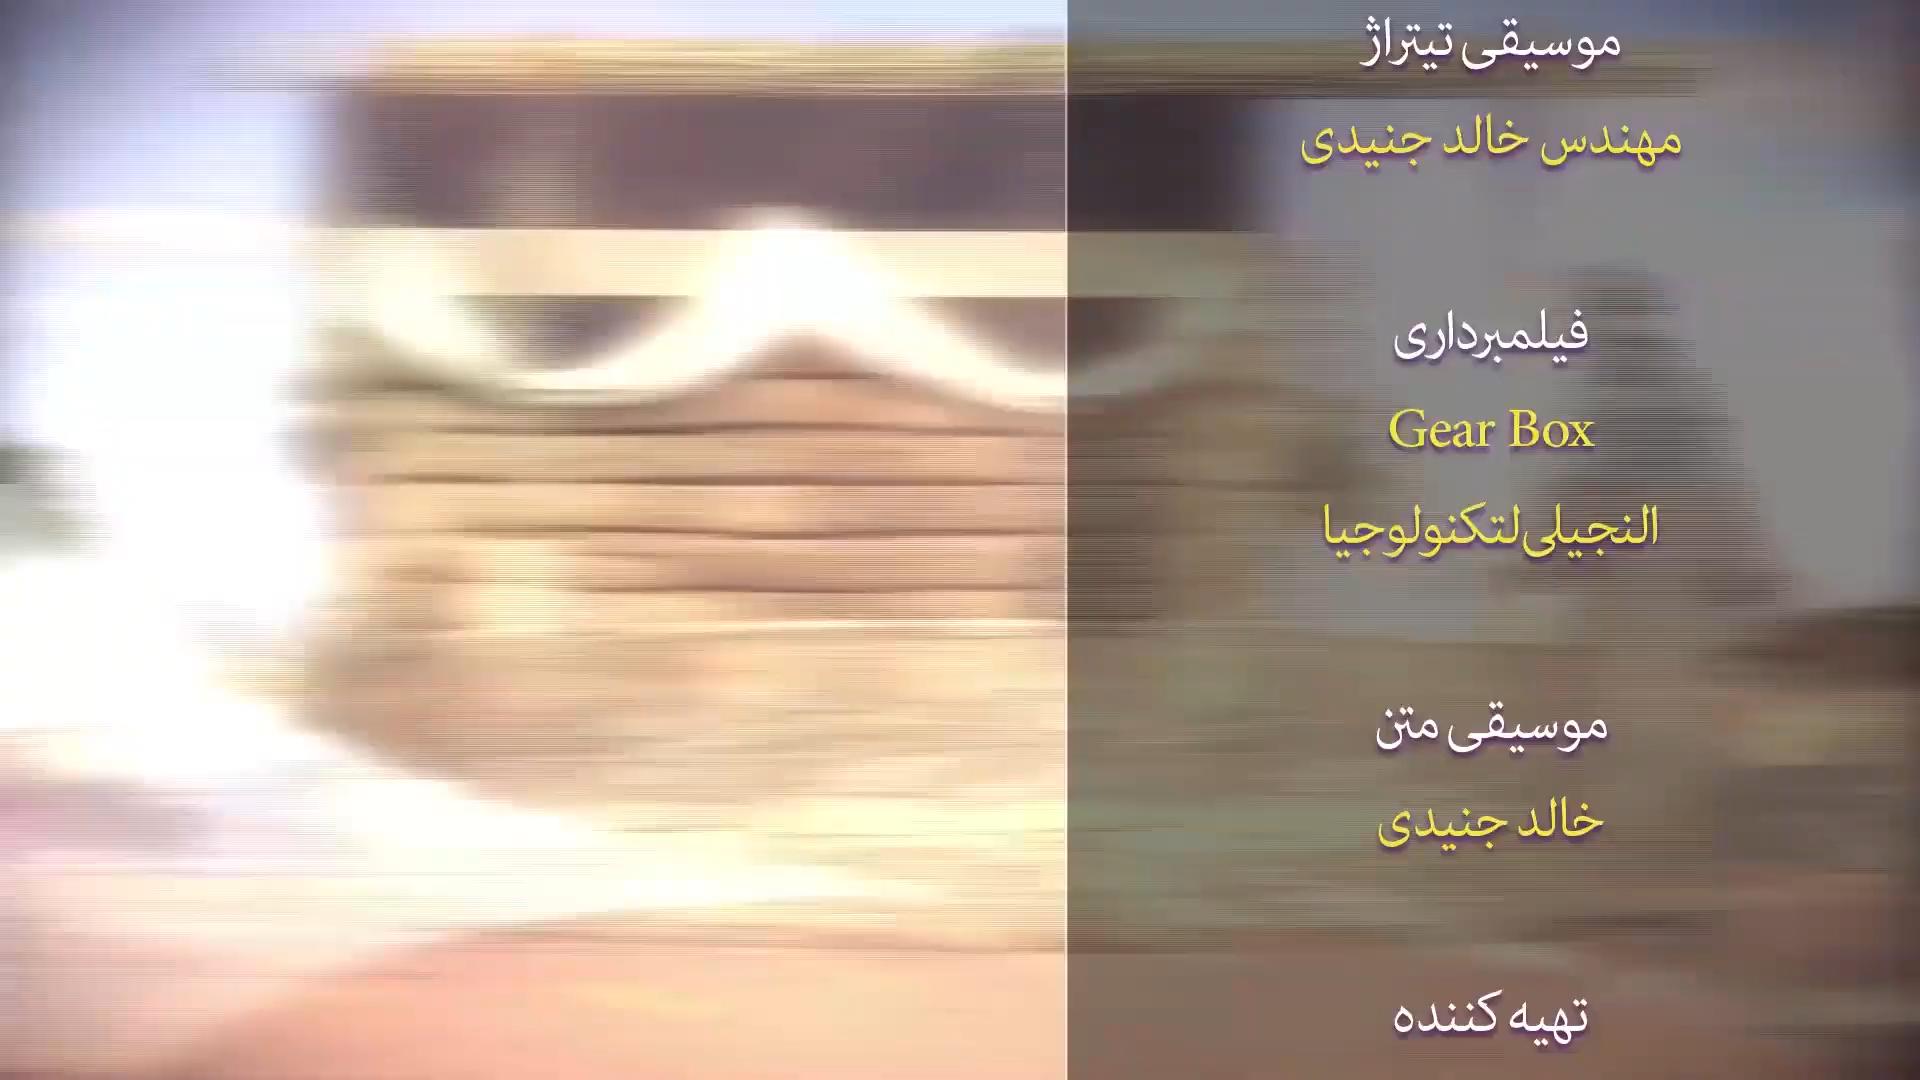 موسیقی تیتراژ
مهندس خالد جنیدی
فیلمبرداری
Gear Box
النجیلی‌لتکنولوجیا
موسیقی متن
خالد جنیدی
تهیه کننده